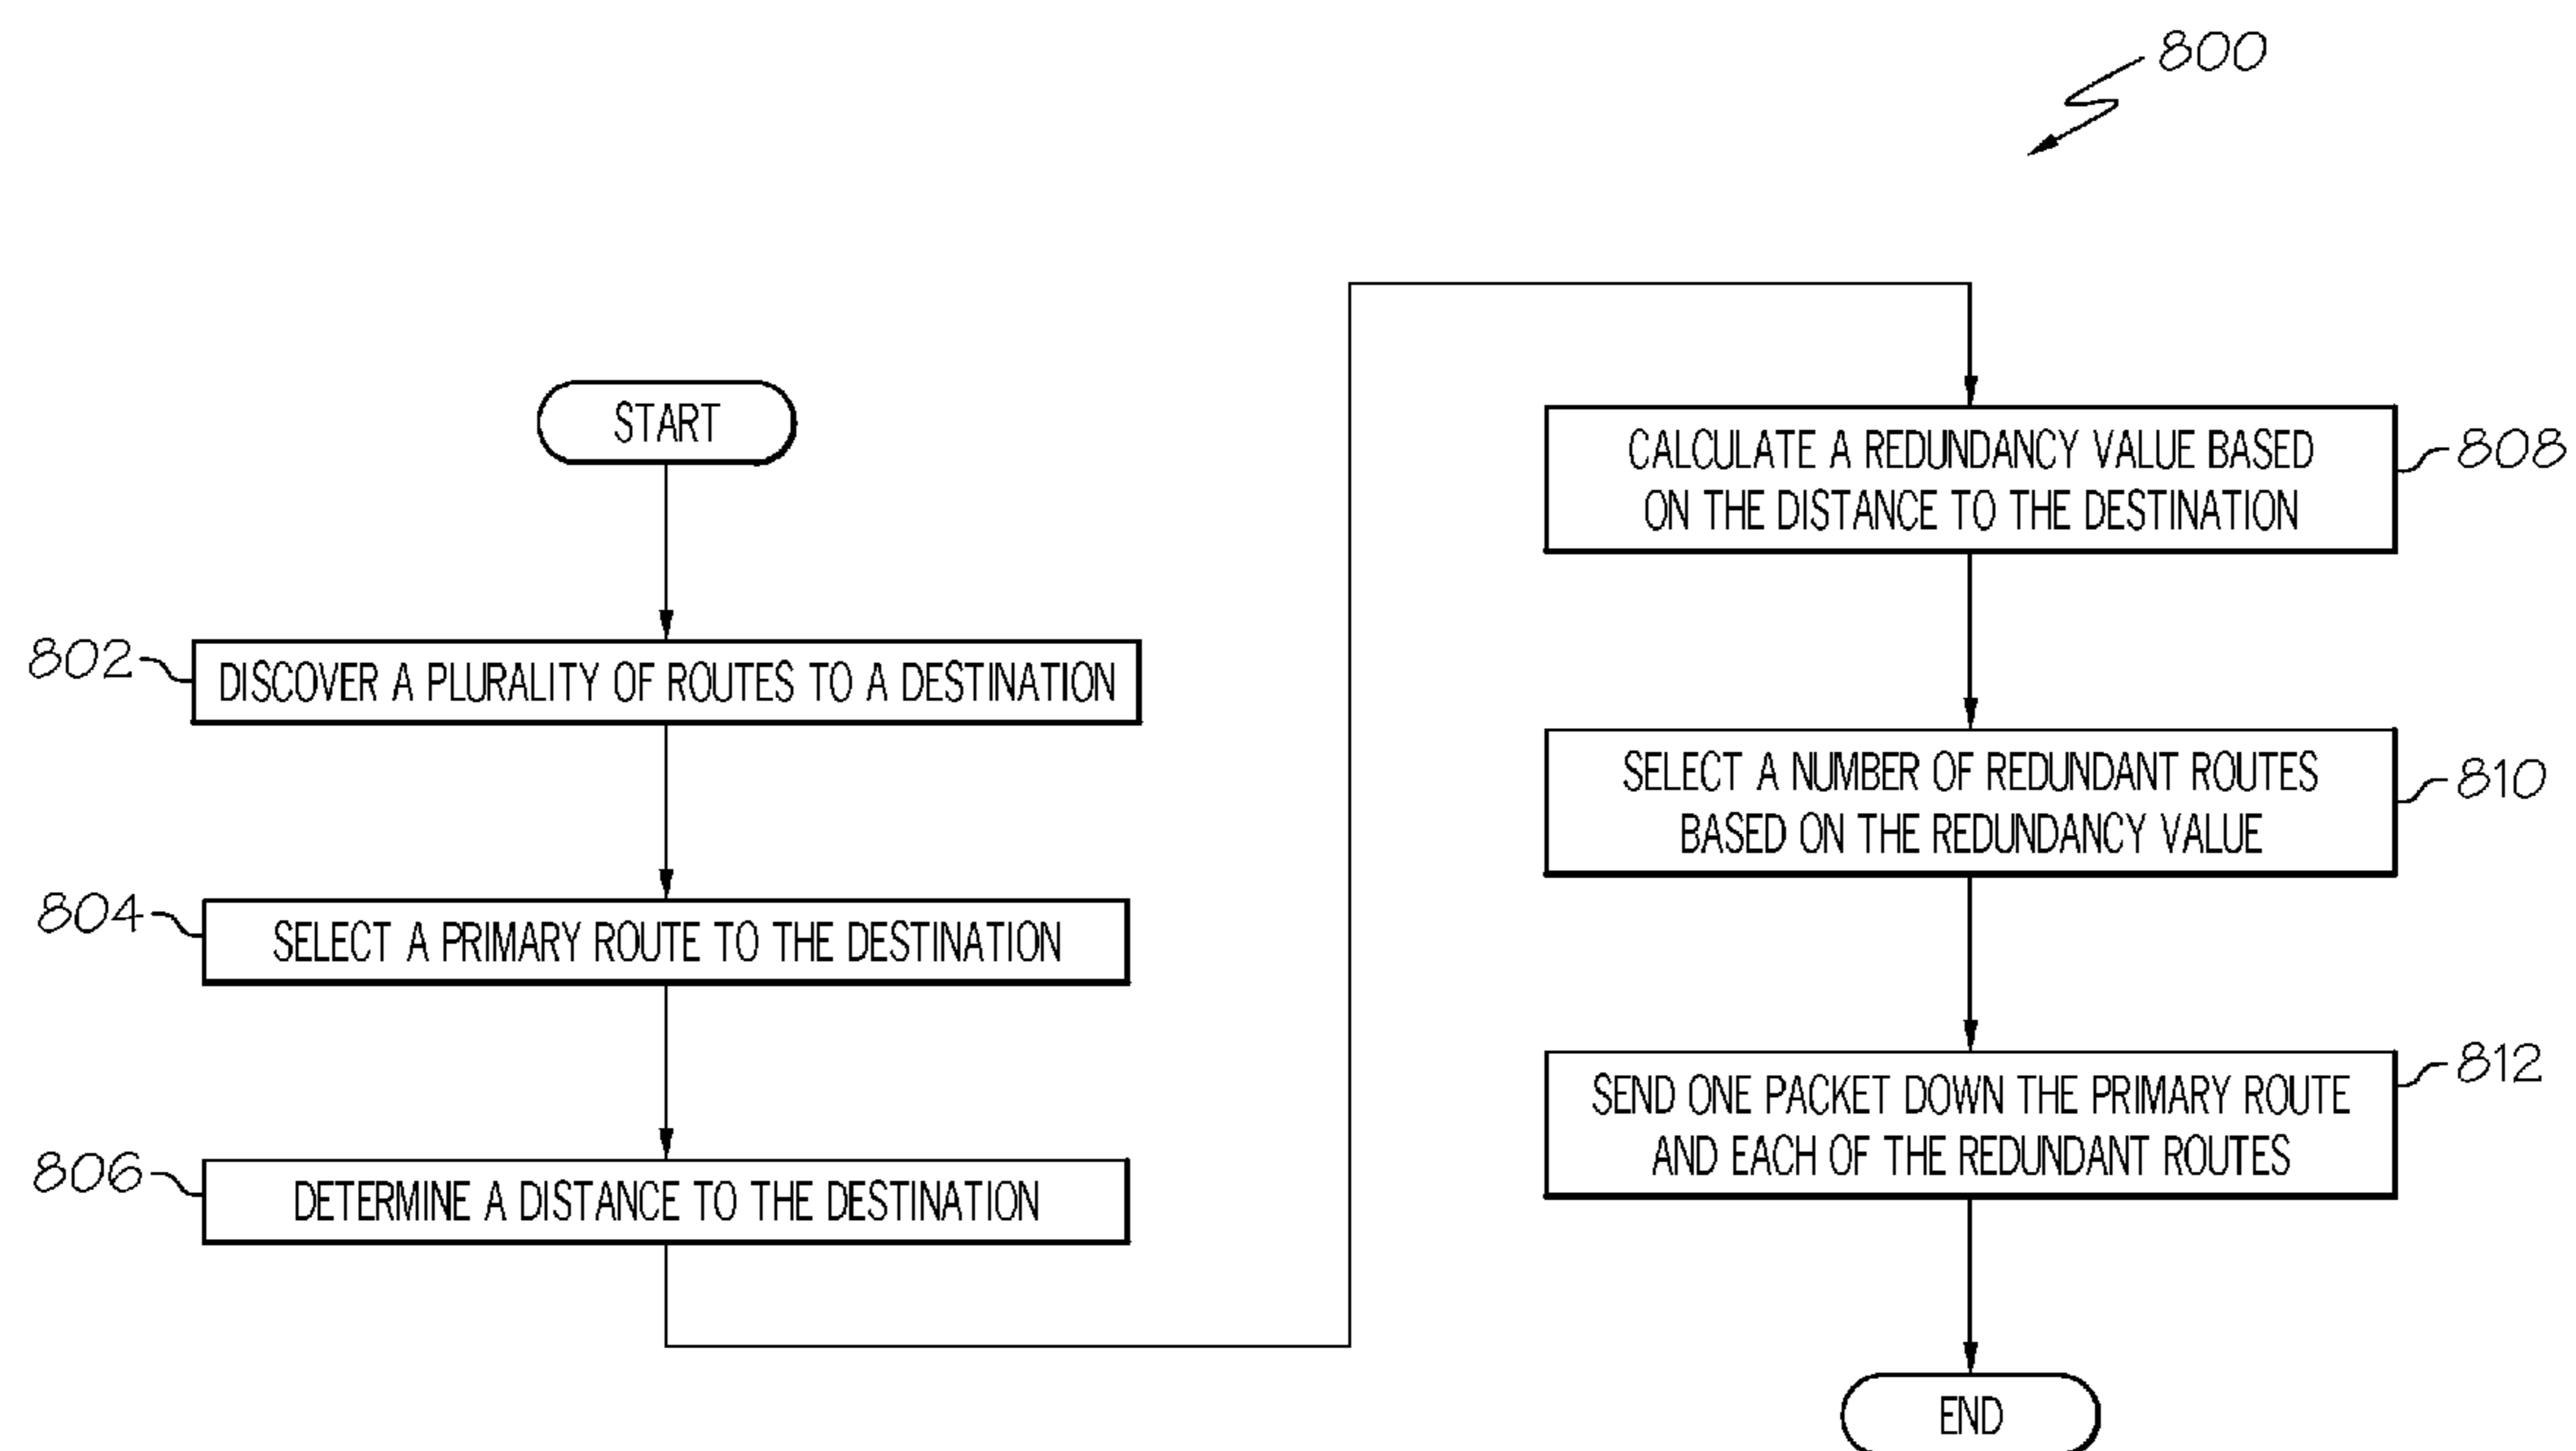 800
START
802
DISCOVER A PLURALITY OF ROUTES TO A DESTINATION
804
SELECT A PRIMARY ROUTE TO THE DESTINATION
806
DETERMINE A DISTANCE TO THE DESTINATION
CALCULATE A REDUNDANCY VALUE BASED
ON THE DISTANCE TO THE DESTINATION
808
SELECT A NUMBER OF REDUNDANT ROUTES
BASED ON THE REDUNDANCY VALUE
810
SEND ONE PACKET DOWN THE PRIMARY ROUTE
AND EACH OF THE REDUNDANT ROUTES
812
END